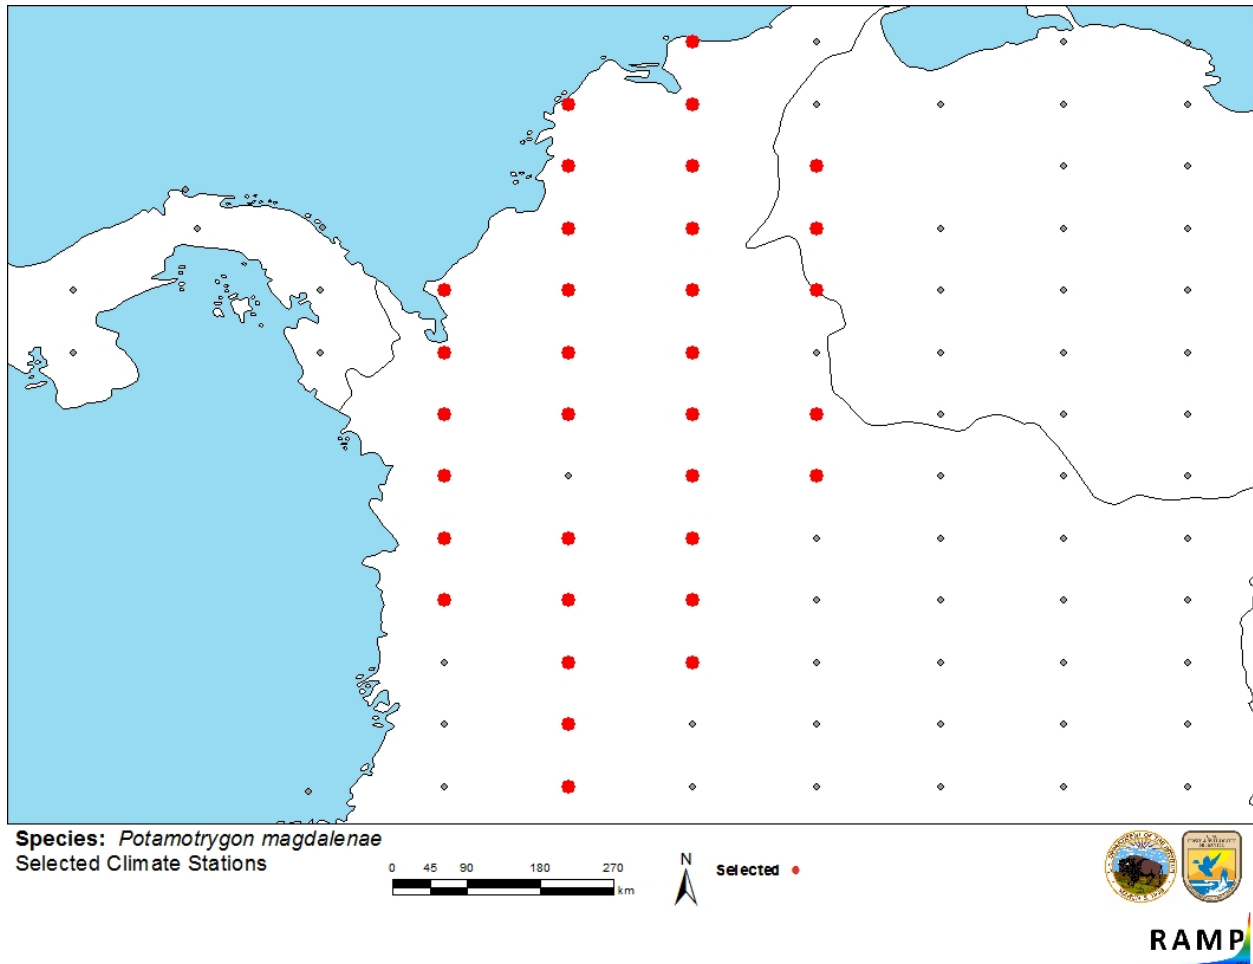 Species: Potamotrygon magdalenae
Selected Climate Stations
0 45 90 180 270
km
N
Selected
RAMP